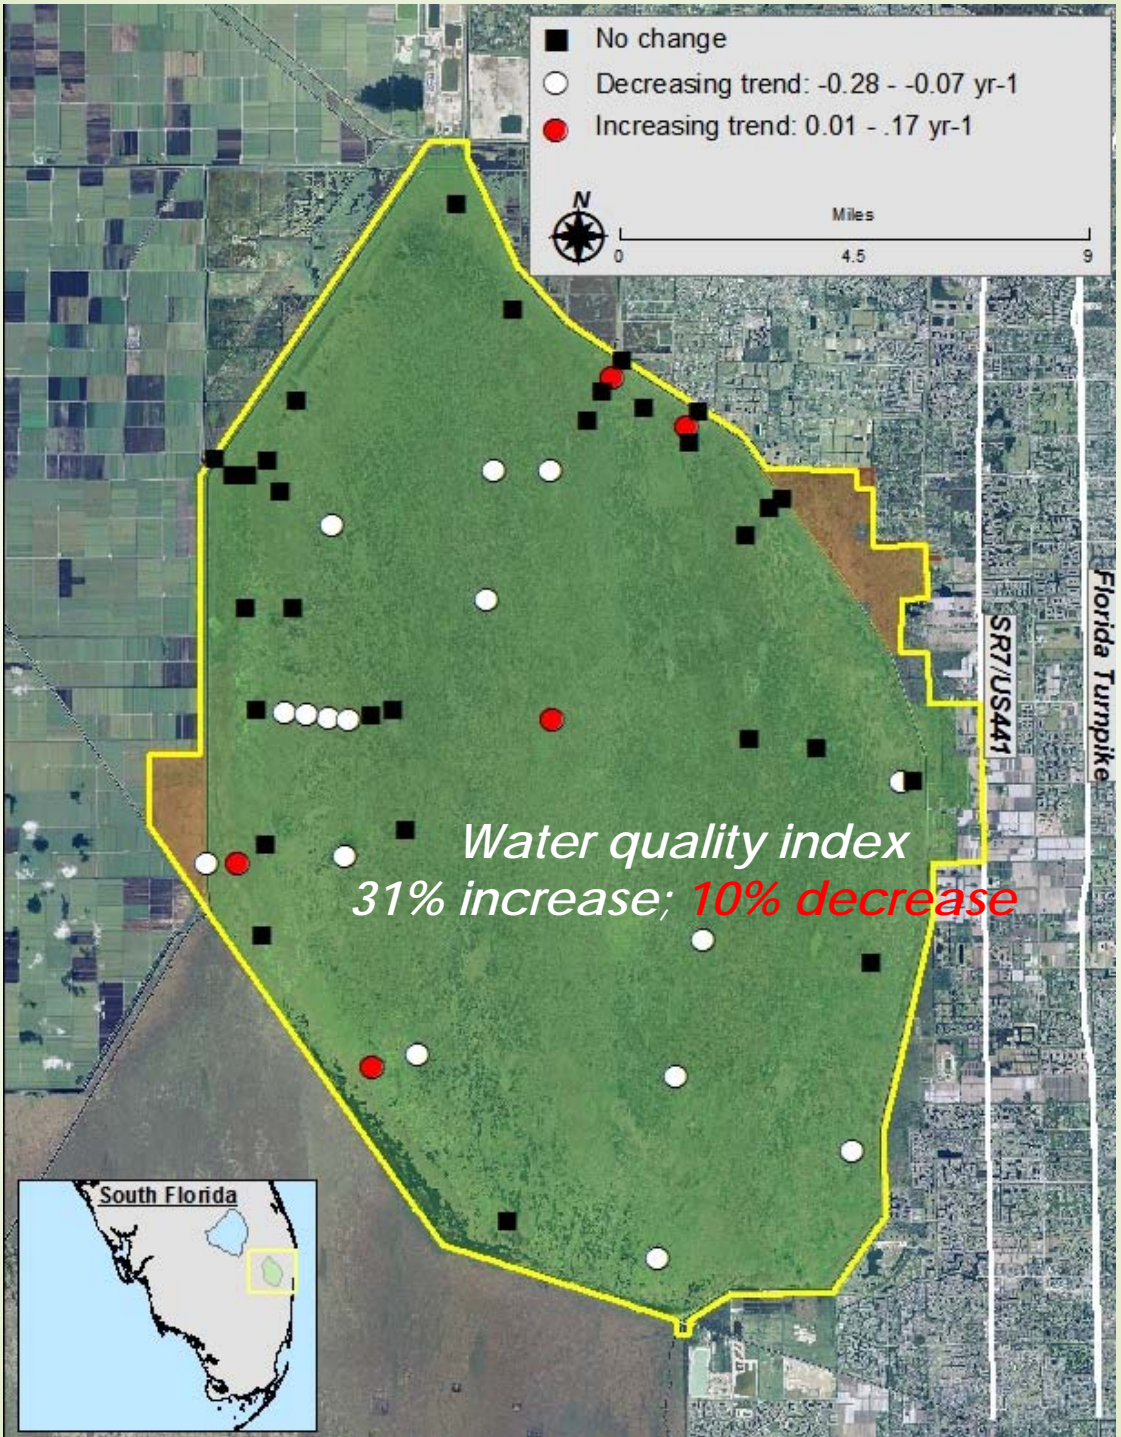 No change
Decreasing trend: -0.28 - -0.07 yr-1
Increasing trend: 0.01 - .17 yr-1
N
Miles
0 4.5 9
Florida Turnpike
SR7/US441
Water quality index
31% increase; 10% decrease
South Florida